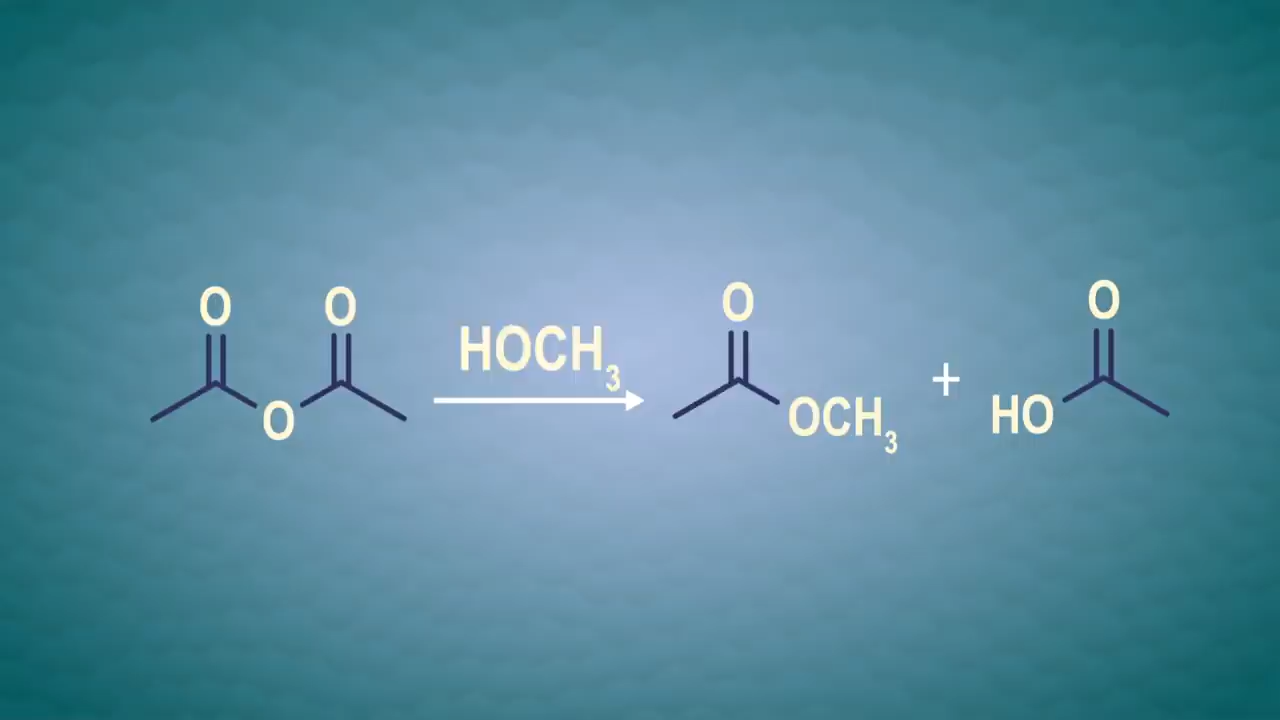 O O O HOCH₃ O OCH₃ + HO O